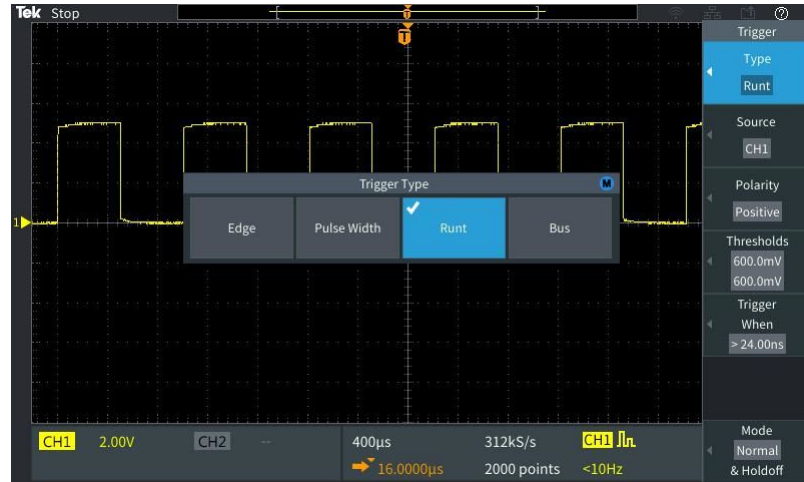 Tek Stop
T
T
?
Trigger
Type
Runt
Source
CH1
Polarity
Positive
Thresholds
600.0mV
600.0mV
Trigger
When
> 24.00ns
Mode
Normal
& Holdoff
Trigger Type
M
Edge Pulse Width Runt Bus
1
CH1 2.00V CH2 -- 400µs 312kS/s CH1
16.0000µs 2000 points <10Hz